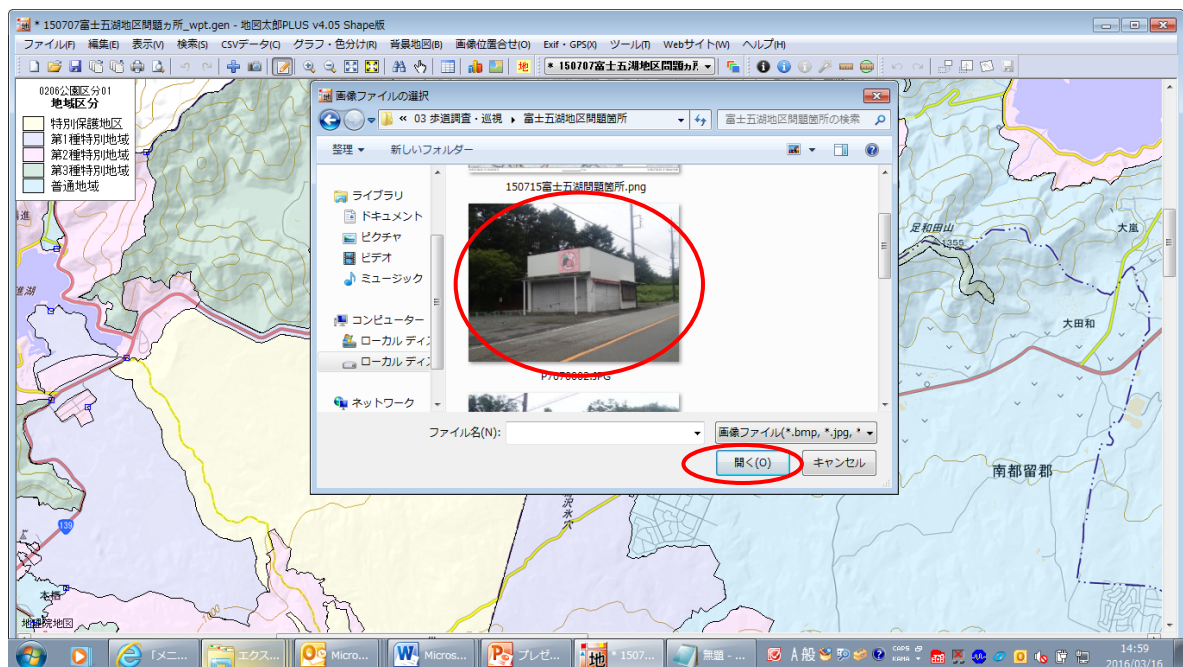 * 150707富士五湖地区問題ヵ所_wpt.gen - 地図太郎PLUS v4.05 Shape版
ファイル(F) 編集(E) 表示(V) 検索(S) CSVデータ(C) グラフ・色分け(R) 背景地図(B) 画像位置合せ(O) Exif・GPS(X) ツール(T) Webサイト(W) ヘルプ(H)
* 150707富士五湖地区問題ヵ所
0206公園区分01
地域区分
特別保護地区
第1種特別地域
第2種特別地域
第3種特別地域
普通地域
画像ファイルの選択
« 03 歩道調査・巡視 ▸ 富士五湖地区問題箇所
富士五湖地区問題箇所の検索
整理 ▼ 新しいフォルダー
ライブラリ
ドキュメント
ピクチャ
ビデオ
ミュージック
コンピューター
ローカル ディ
ローカル ディ
ネットワーク
150715富士五湖問題箇所.png
P7070002.JPG
ファイル名(N):
画像ファイル(*.bmp, *.jpg, *
開く(O)
キャンセル
足和田山
1355
大嵐
大田和
南都留郡
氷穴
139
本栖
地理院地図
「メニ...
エクス...
Micro...
Micros...
プレゼ...
* 1507...
無題 - ...
A 般
CAPS
KANA
14:59
2016/03/16